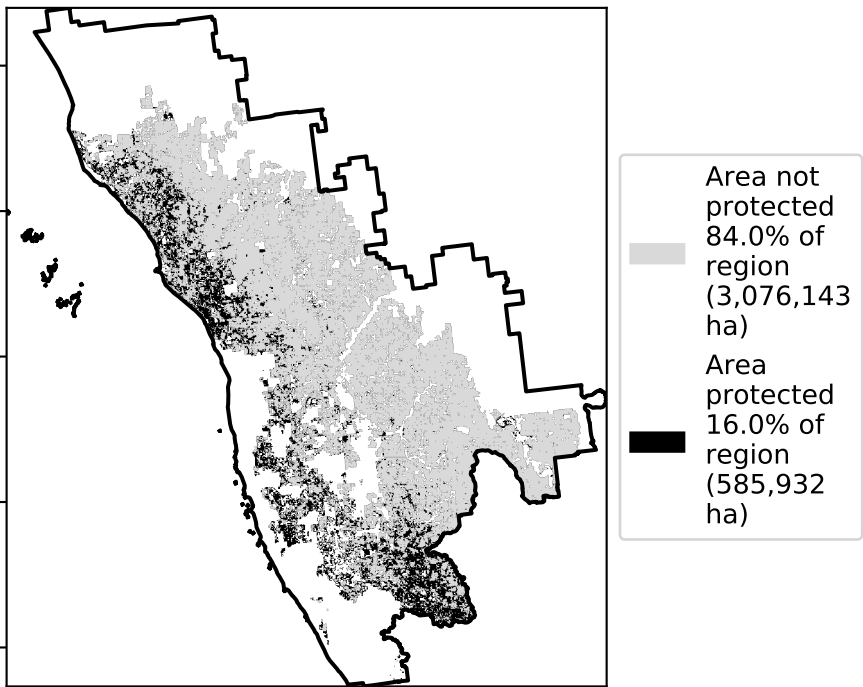 Area not
protected
84.0% of
region
(3,076,143
ha)
Area
protected
16.0% of
region
(585,932
ha)